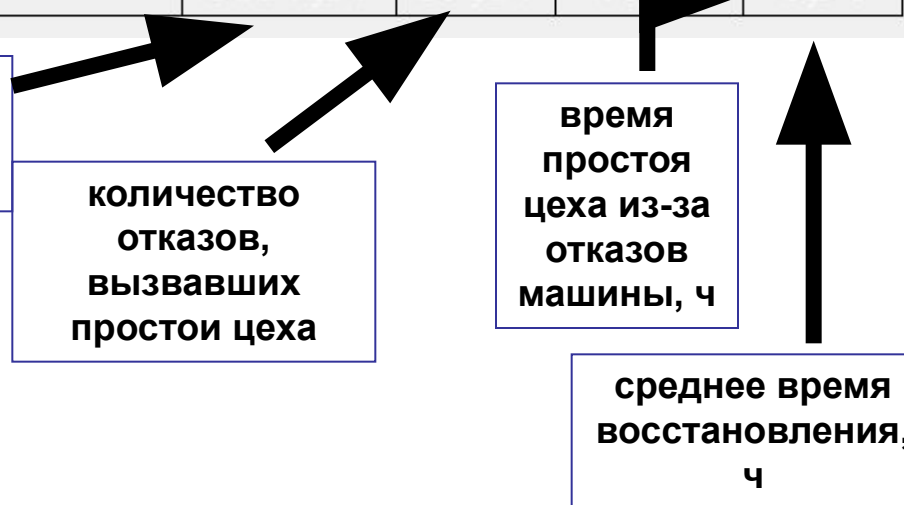 количество
отказов,
вызвавших
простои цеха
время
простоя
цеха из-за
отказов
машины, ч
среднее время
восстановления,
ч